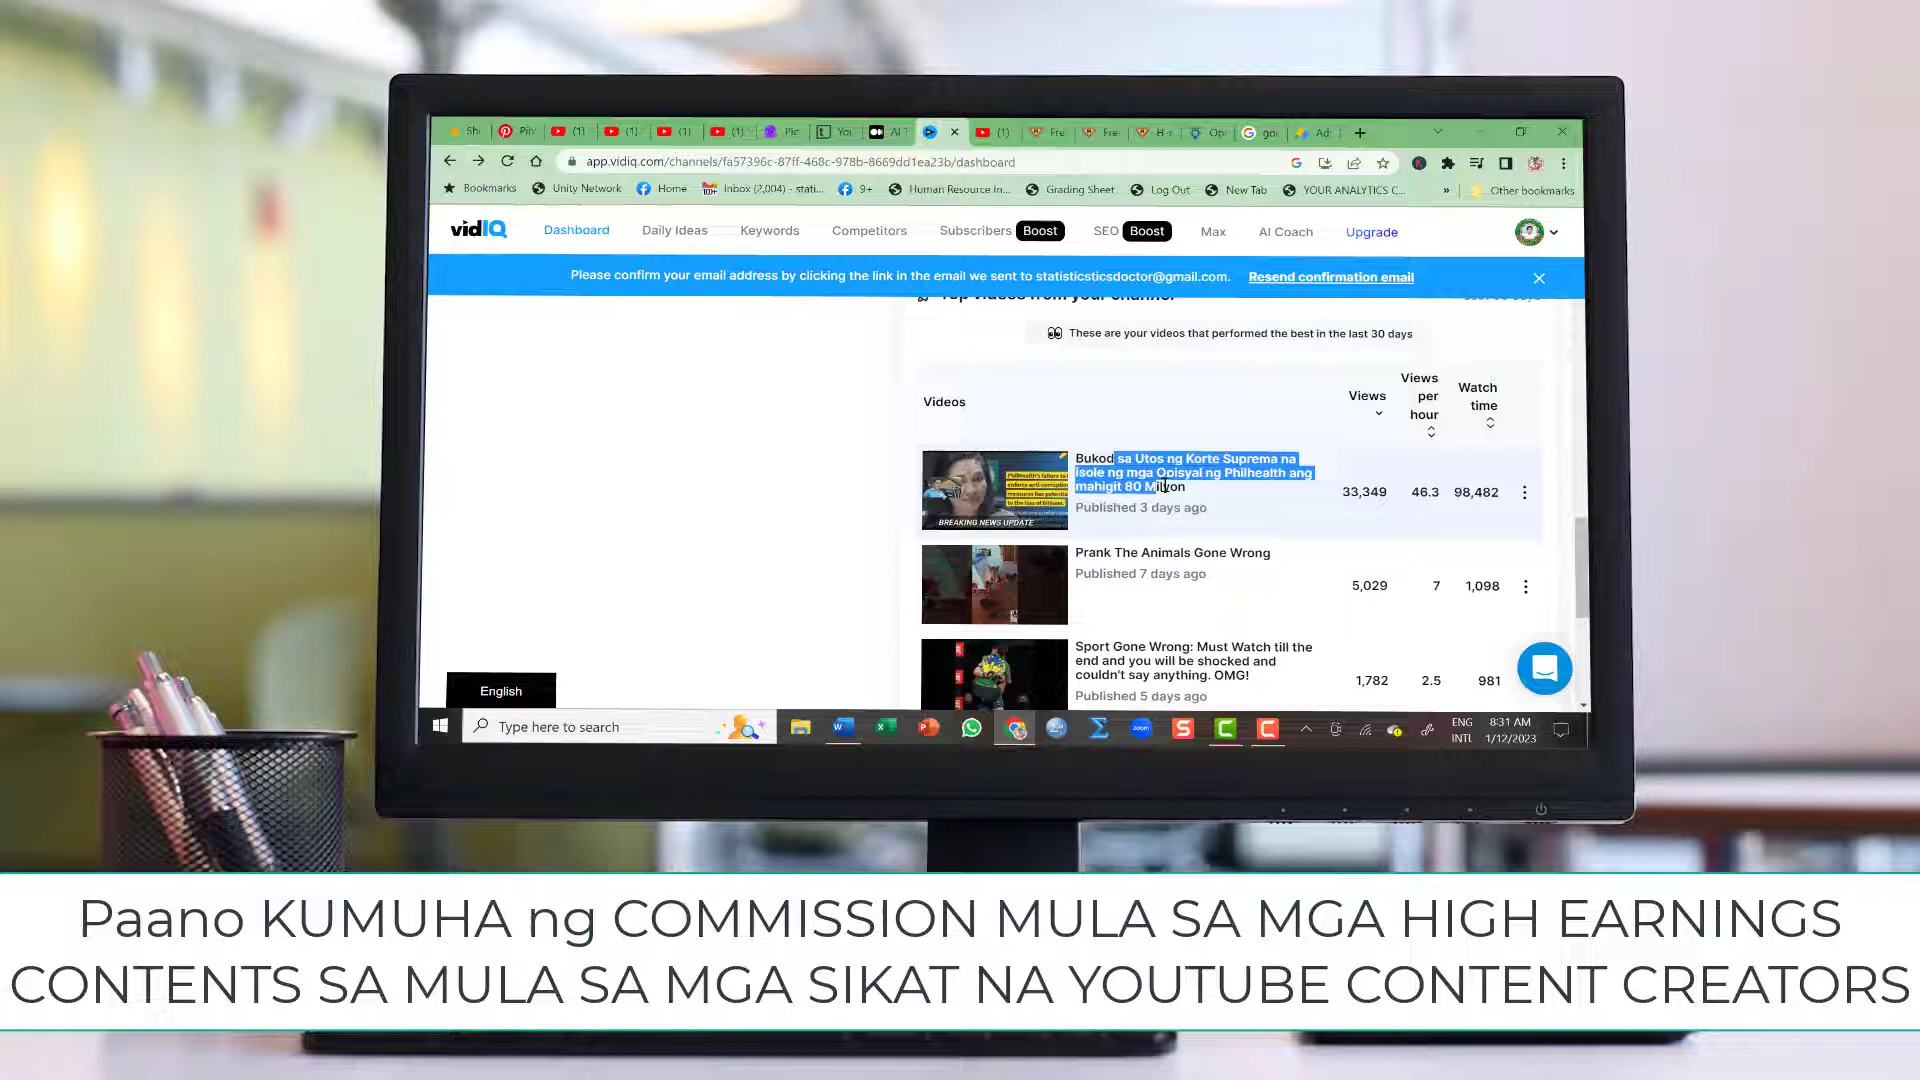 (1)
(1)
(1)
(1)
(1)
app.vidiq.com/channels/fa57396c-87ff-468c-978b-8669dd1ea23b/dashboard
Bookmarks Unity Network Home Inbox (2,004) - stati... 9+ Human Resource In... Grading Sheet Log Out New Tab YOUR ANALYTICS C... » Other bookmarks
vidIQ Dashboard Daily Ideas Keywords Competitors Subscribers Boost SEO Boost Max AI Coach Upgrade
Please confirm your email address by clicking the link in the email we sent to statisticsticsdoctor@gmail.com. Resend confirmation email
Top videos from your channel
These are your videos that performed the best in the last 30 days
Videos Views Views per hour Watch time
Bukod sa Utos ng Korte Suprema na
isole ng mga Opisyal ng Philhealth ang
mahigit 80 Milyon
Published 3 days ago
33,349 46.3 98,482
BREAKING NEWS UPDATE
Prank The Animals Gone Wrong
Published 7 days ago
5,029 7 1,098
Sport Gone Wrong: Must Watch till the
end and you will be shocked and
couldn't say anything. OMG!
Published 5 days ago
1,782 2.5 981
English
Type here to search
ENG
INTL
8:31 AM
1/12/2023
Paano KUMUHA ng COMMISSION MULA SA MGA HIGH EARNINGS
CONTENTS SA MULA SA MGA SIKAT NA YOUTUBE CONTENT CREATORS